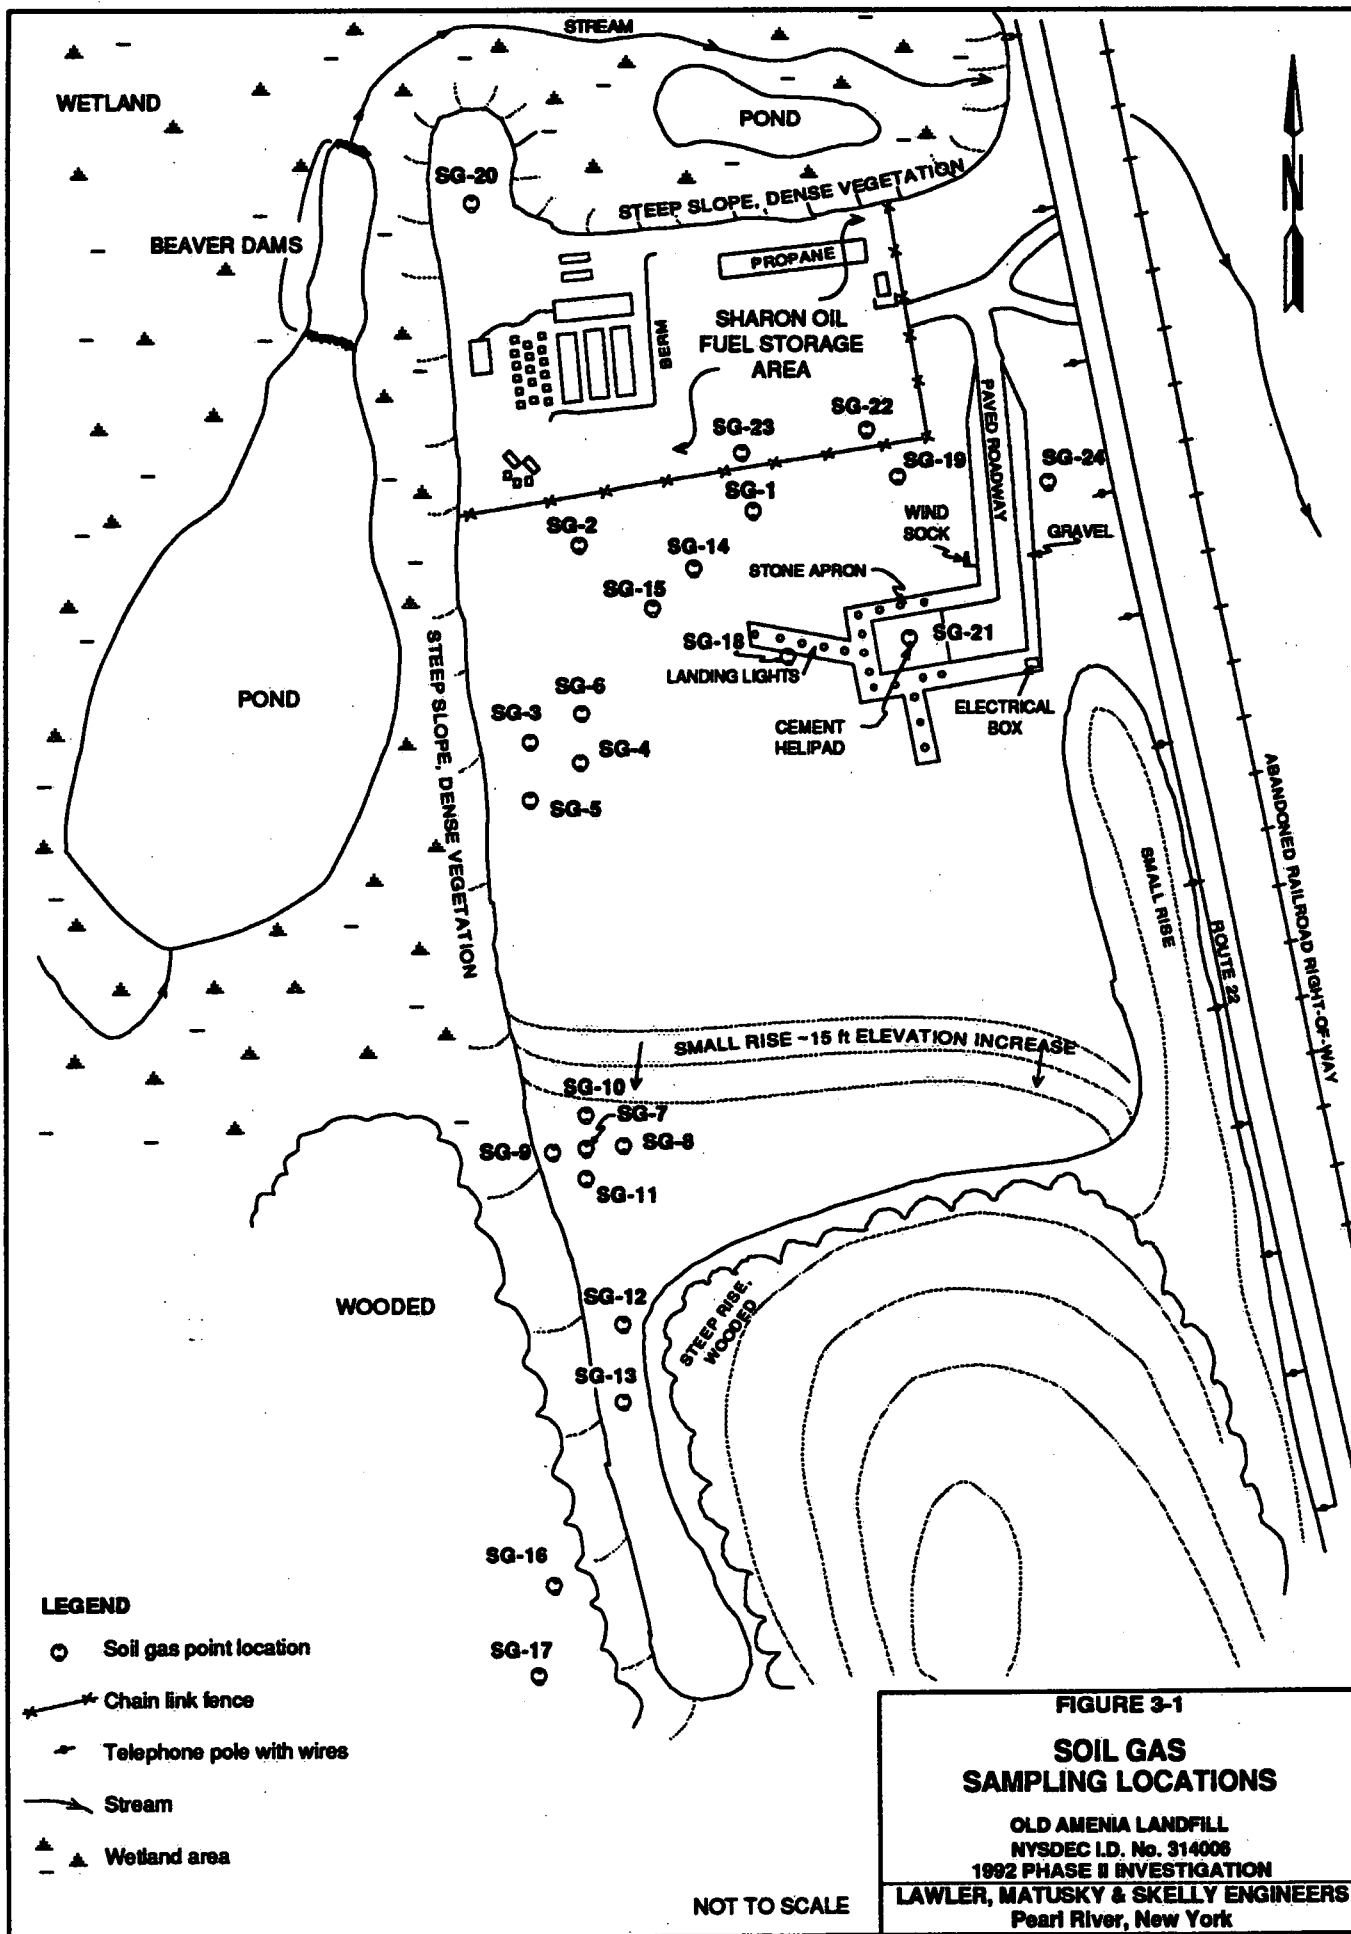 STREAM
WETLAND
POND
SG-20
STEEP SLOPE, DENSE VEGETATION
BEAVER DAMS
PROPANE
SHARON OIL
FUEL STORAGE
AREA
BERM
N
PAVED ROADWAY
SG-22
SG-23
SG-19
SG-24
SG-1
WIND
SOCK
GRAVEL
SG-2
SG-14
STONE APRON
SG-15
SG-18
SG-21
LANDING LIGHTS
STEEP SLOPE, DENSE VEGETATION
POND
SG-6
SG-3
SG-4
SG-5
CEMENT
HELIPAD
ELECTRICAL
BOX
ABANDONED RAILROAD RIGHT-OF-WAY
SMALL RISE
ROUTE 22
SMALL RISE ~15 ft ELEVATION INCREASE
SG-10
SG-7
SG-9
SG-8
SG-11
WOODED
SG-12
STEEP RISE,
WOODED
SG-13
SG-16
SG-17
LEGEND
Soil gas point location
Chain link fence
Telephone pole with wires
Stream
Wetland area
NOT TO SCALE
FIGURE 3-1
SOIL GAS
SAMPLING LOCATIONS
OLD AMENIA LANDFILL
NYSDEC I.D. No. 314006
1992 PHASE II INVESTIGATION
LAWLER, MATUSKY & SKELLY ENGINEERS
Pearl River, New York